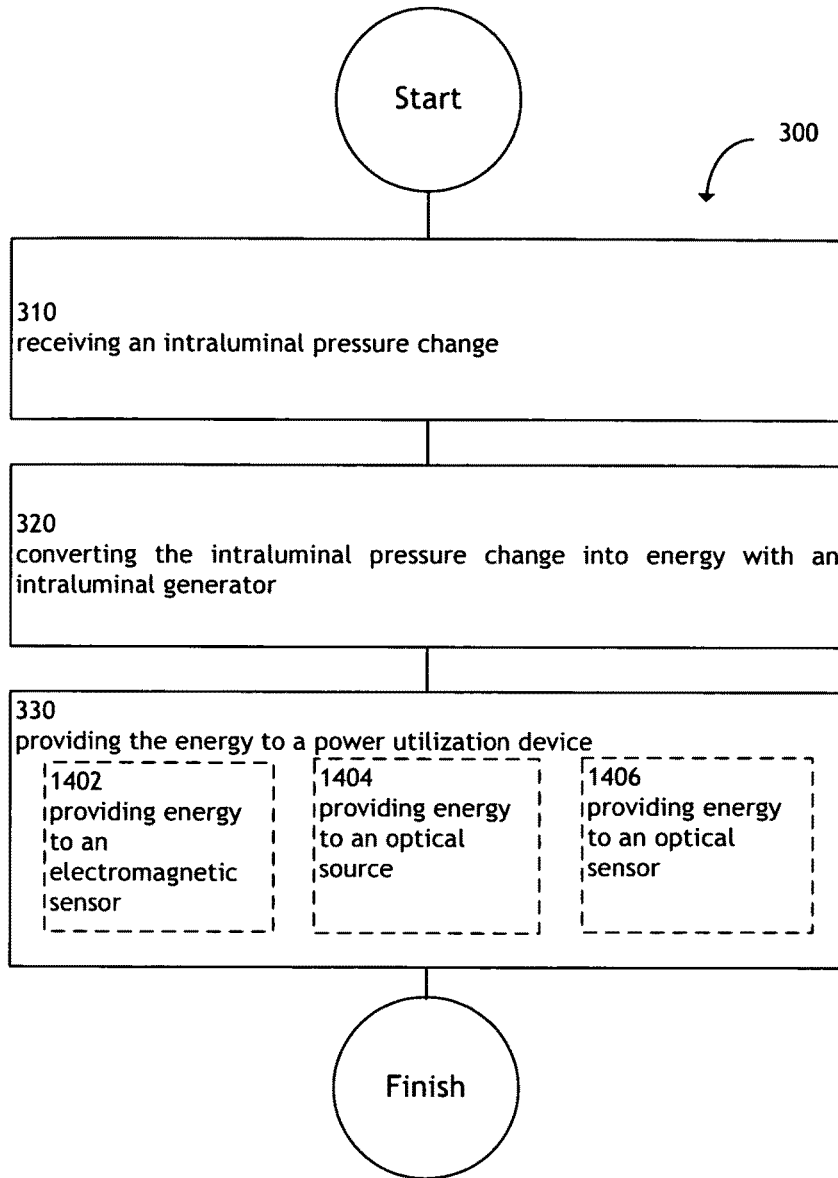 Start
300
310
receiving an intraluminal pressure change
320
converting the intraluminal pressure change into energy with an
intraluminal generator
330
providing the energy to a power utilization device
1402
providing energy
to an
electromagnetic
sensor
1404
providing energy
to an optical
source
1406
providing energy
to an optical
sensor
Finish